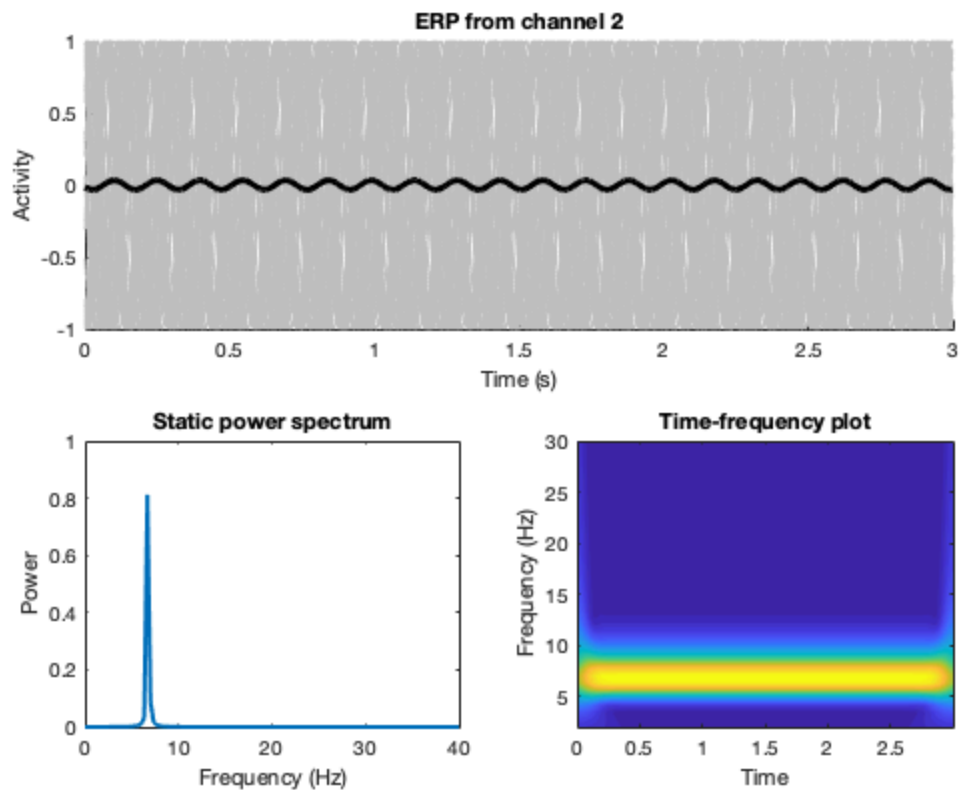 ERP from channel 2
1
0.5
0
-0.5
-1
Activity
0 0.5 1 1.5 2 2.5 3
Time (s)
Static power spectrum
1
0.8
0.6
0.4
0.2
0
Power
0 10 20 30 40
Frequency (Hz)
Time-frequency plot
30
25
20
15
10
5
Frequency (Hz)
0 0.5 1 1.5 2 2.5
Time